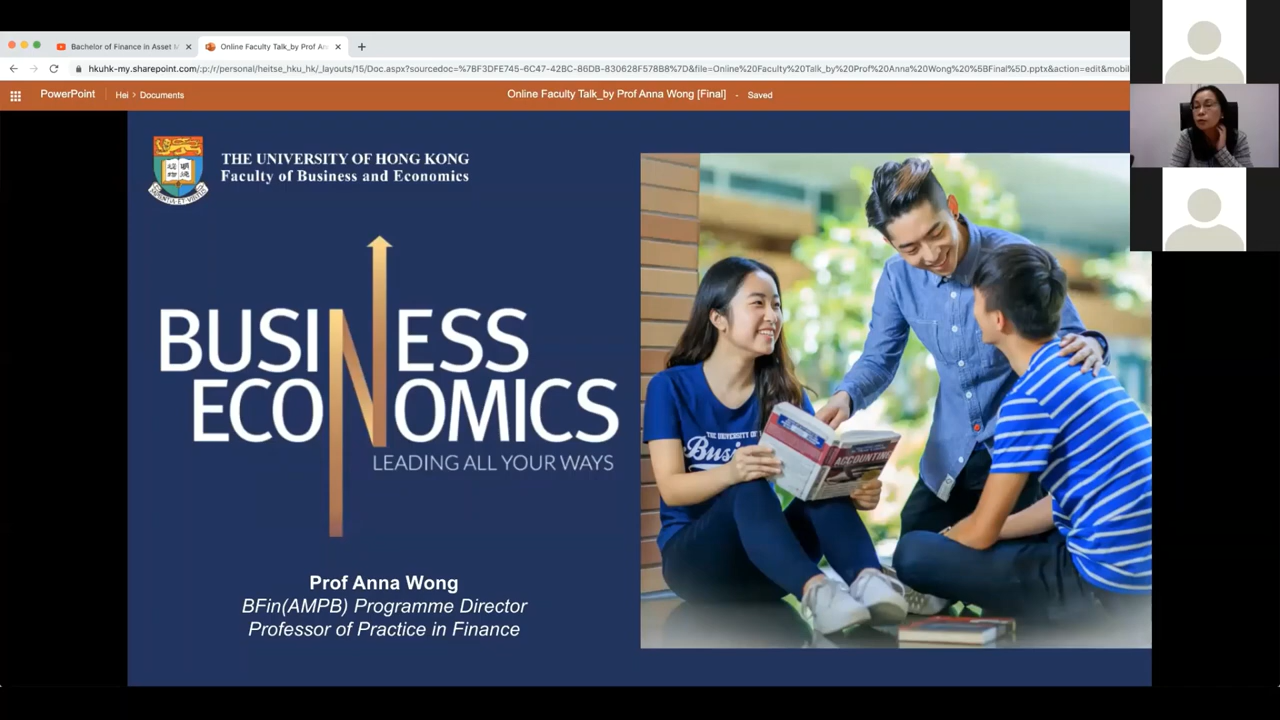 Bachelor of Finance in Asset M
Online Faculty Talk_by Prof An
hkuhk-my.sharepoint.com/:p:/r/personal/heitse_hku_hk/_layouts/15/Doc.aspx?sourcedoc=%7BF3DFE745-6C47-42BC-86DB-830628F578B8%7D&file=Online%20Faculty%20Talk_by%20Prof%20Anna%20Wong%20%5BFinal%5D.pptx&action=edit&mobil
PowerPoint
Hei > Documents
Online Faculty Talk_by Prof Anna Wong [Final] - Saved
THE UNIVERSITY OF HONG KONG
Faculty of Business and Economics
BUSINESS
ECONOMICS
LEADING ALL YOUR WAYS
Prof Anna Wong
BFin(AMPB) Programme Director
Professor of Practice in Finance
THE UNIVERSITY OF
Busi
ACCOUNTING